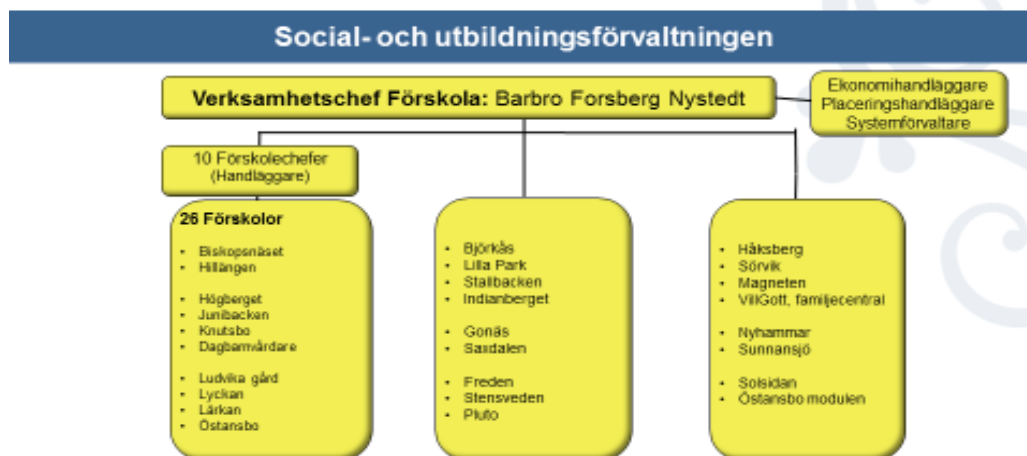 Social- och utbildningsförvaltningen
Verksamhetschef Förskola: Barbro Forsberg Nystedt
Ekonomihandläggare
Placeringshandläggare
Systemförvaltare
10 Förskolechefer
(Handläggare)
26 Förskolor
• Biskopsnäset
• Hillängen
• Högberget
• Junibacken
• Knutsbo
• Dagbarnvårdare
• Ludvika gård
• Lyckan
• Lärkan
• Östansbo
• Björkås
• Lilla Park
• Stallbacken
• Indianberget
• Gonäs
• Saxdalen
• Freden
• Stensveden
• Pluto
• Håksberg
• Sörvik
• Magneten
• VillGott, familjecentral
• Nyhammar
• Sunnansjö
• Solsidan
• Östansbo modulen